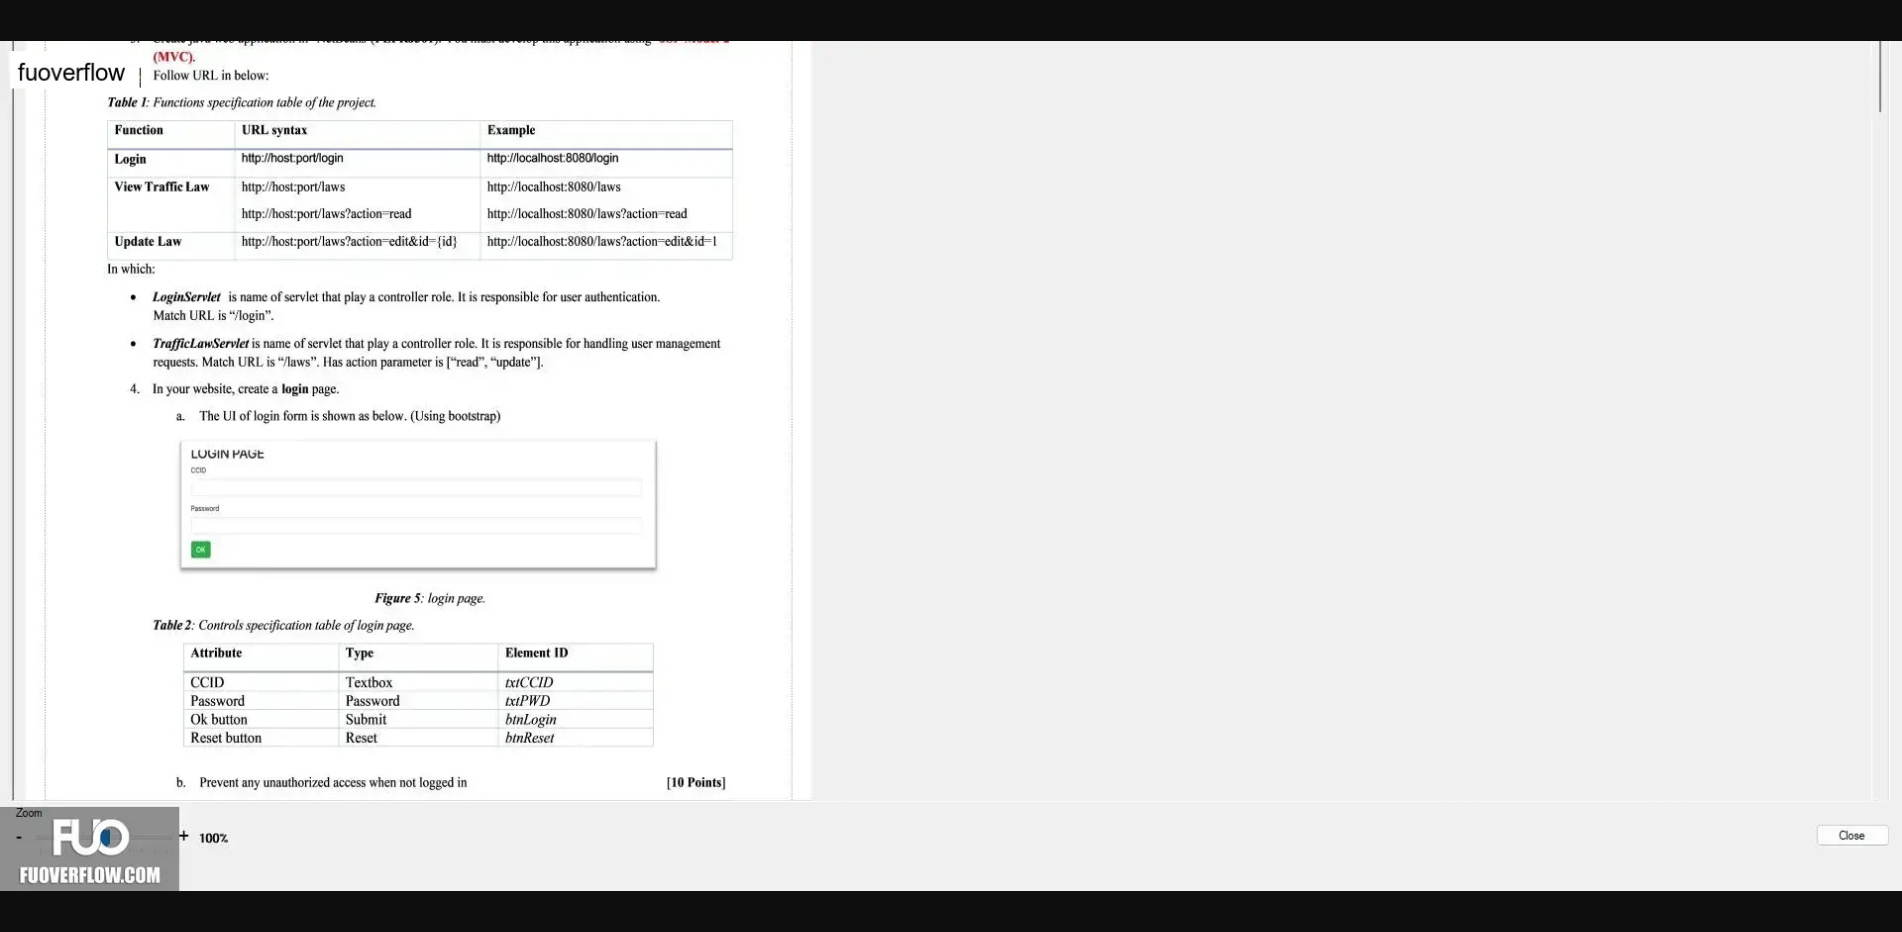 (MVC).
fuoverflow
Follow URL in below:
Table 1: Functions specification table of the project.
Function URL syntax Example
Login http://host:port/login http://localhost:8080/login
View Traffic Law http://host:port/laws http://localhost:8080/laws
http://host:port/laws?action=read http://localhost:8080/laws?action=read
Update Law http://host:port/laws?action=edit&id={id} http://localhost:8080/laws?action=edit&id=1
In which:
• LoginServlet is name of servlet that play a controller role. It is responsible for user authentication.
Match URL is “/login”.
• TrafficLawServlet is name of servlet that play a controller role. It is responsible for handling user management
requests. Match URL is “/laws”. Has action parameter is [“read”, “update”].
4. In your website, create a login page.
a. The UI of login form is shown as below. (Using bootstrap)
LOGIN PAGE
CCID
Password
OK
Figure 5: login page.
Table 2: Controls specification table of login page.
Attribute Type Element ID
CCID Textbox txtCCID
Password Password txtPWD
Ok button Submit btnLogin
Reset button Reset btnReset
b. Prevent any unauthorized access when not logged in [10 Points]
Zoom
- + 100%
Close
FUO
FUOVERFLOW.COM